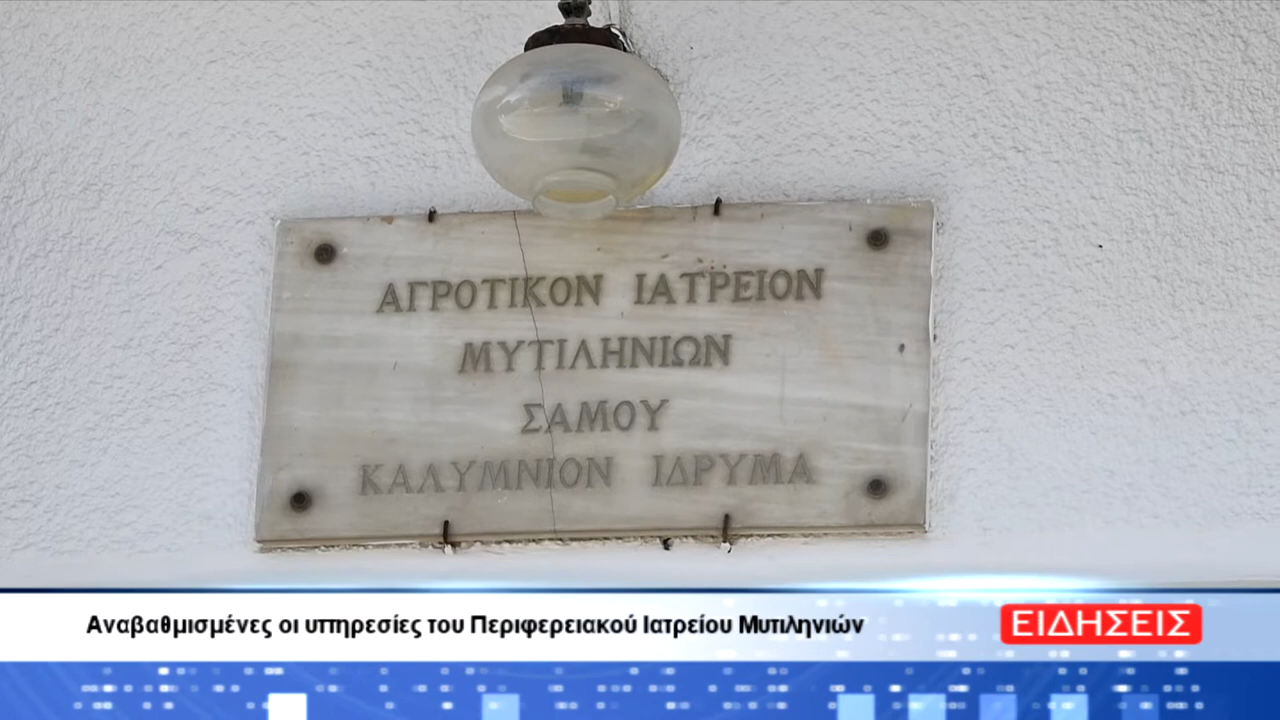 ΑΓΡΟΤΙΚΟΝ ΙΑΤΡΕΙΟΝ
ΜΥΤΙΛΗΝΙΩΝ
ΣΑΜΟΥ
ΚΑΛΥΜΝΙΟΝ ΙΔΡΥΜΑ
Αναβαθμισμένες οι υπηρεσίες του Περιφερειακού Ιατρείου Μυτιληνιών
ΕΙΔΗΣΕΙΣ